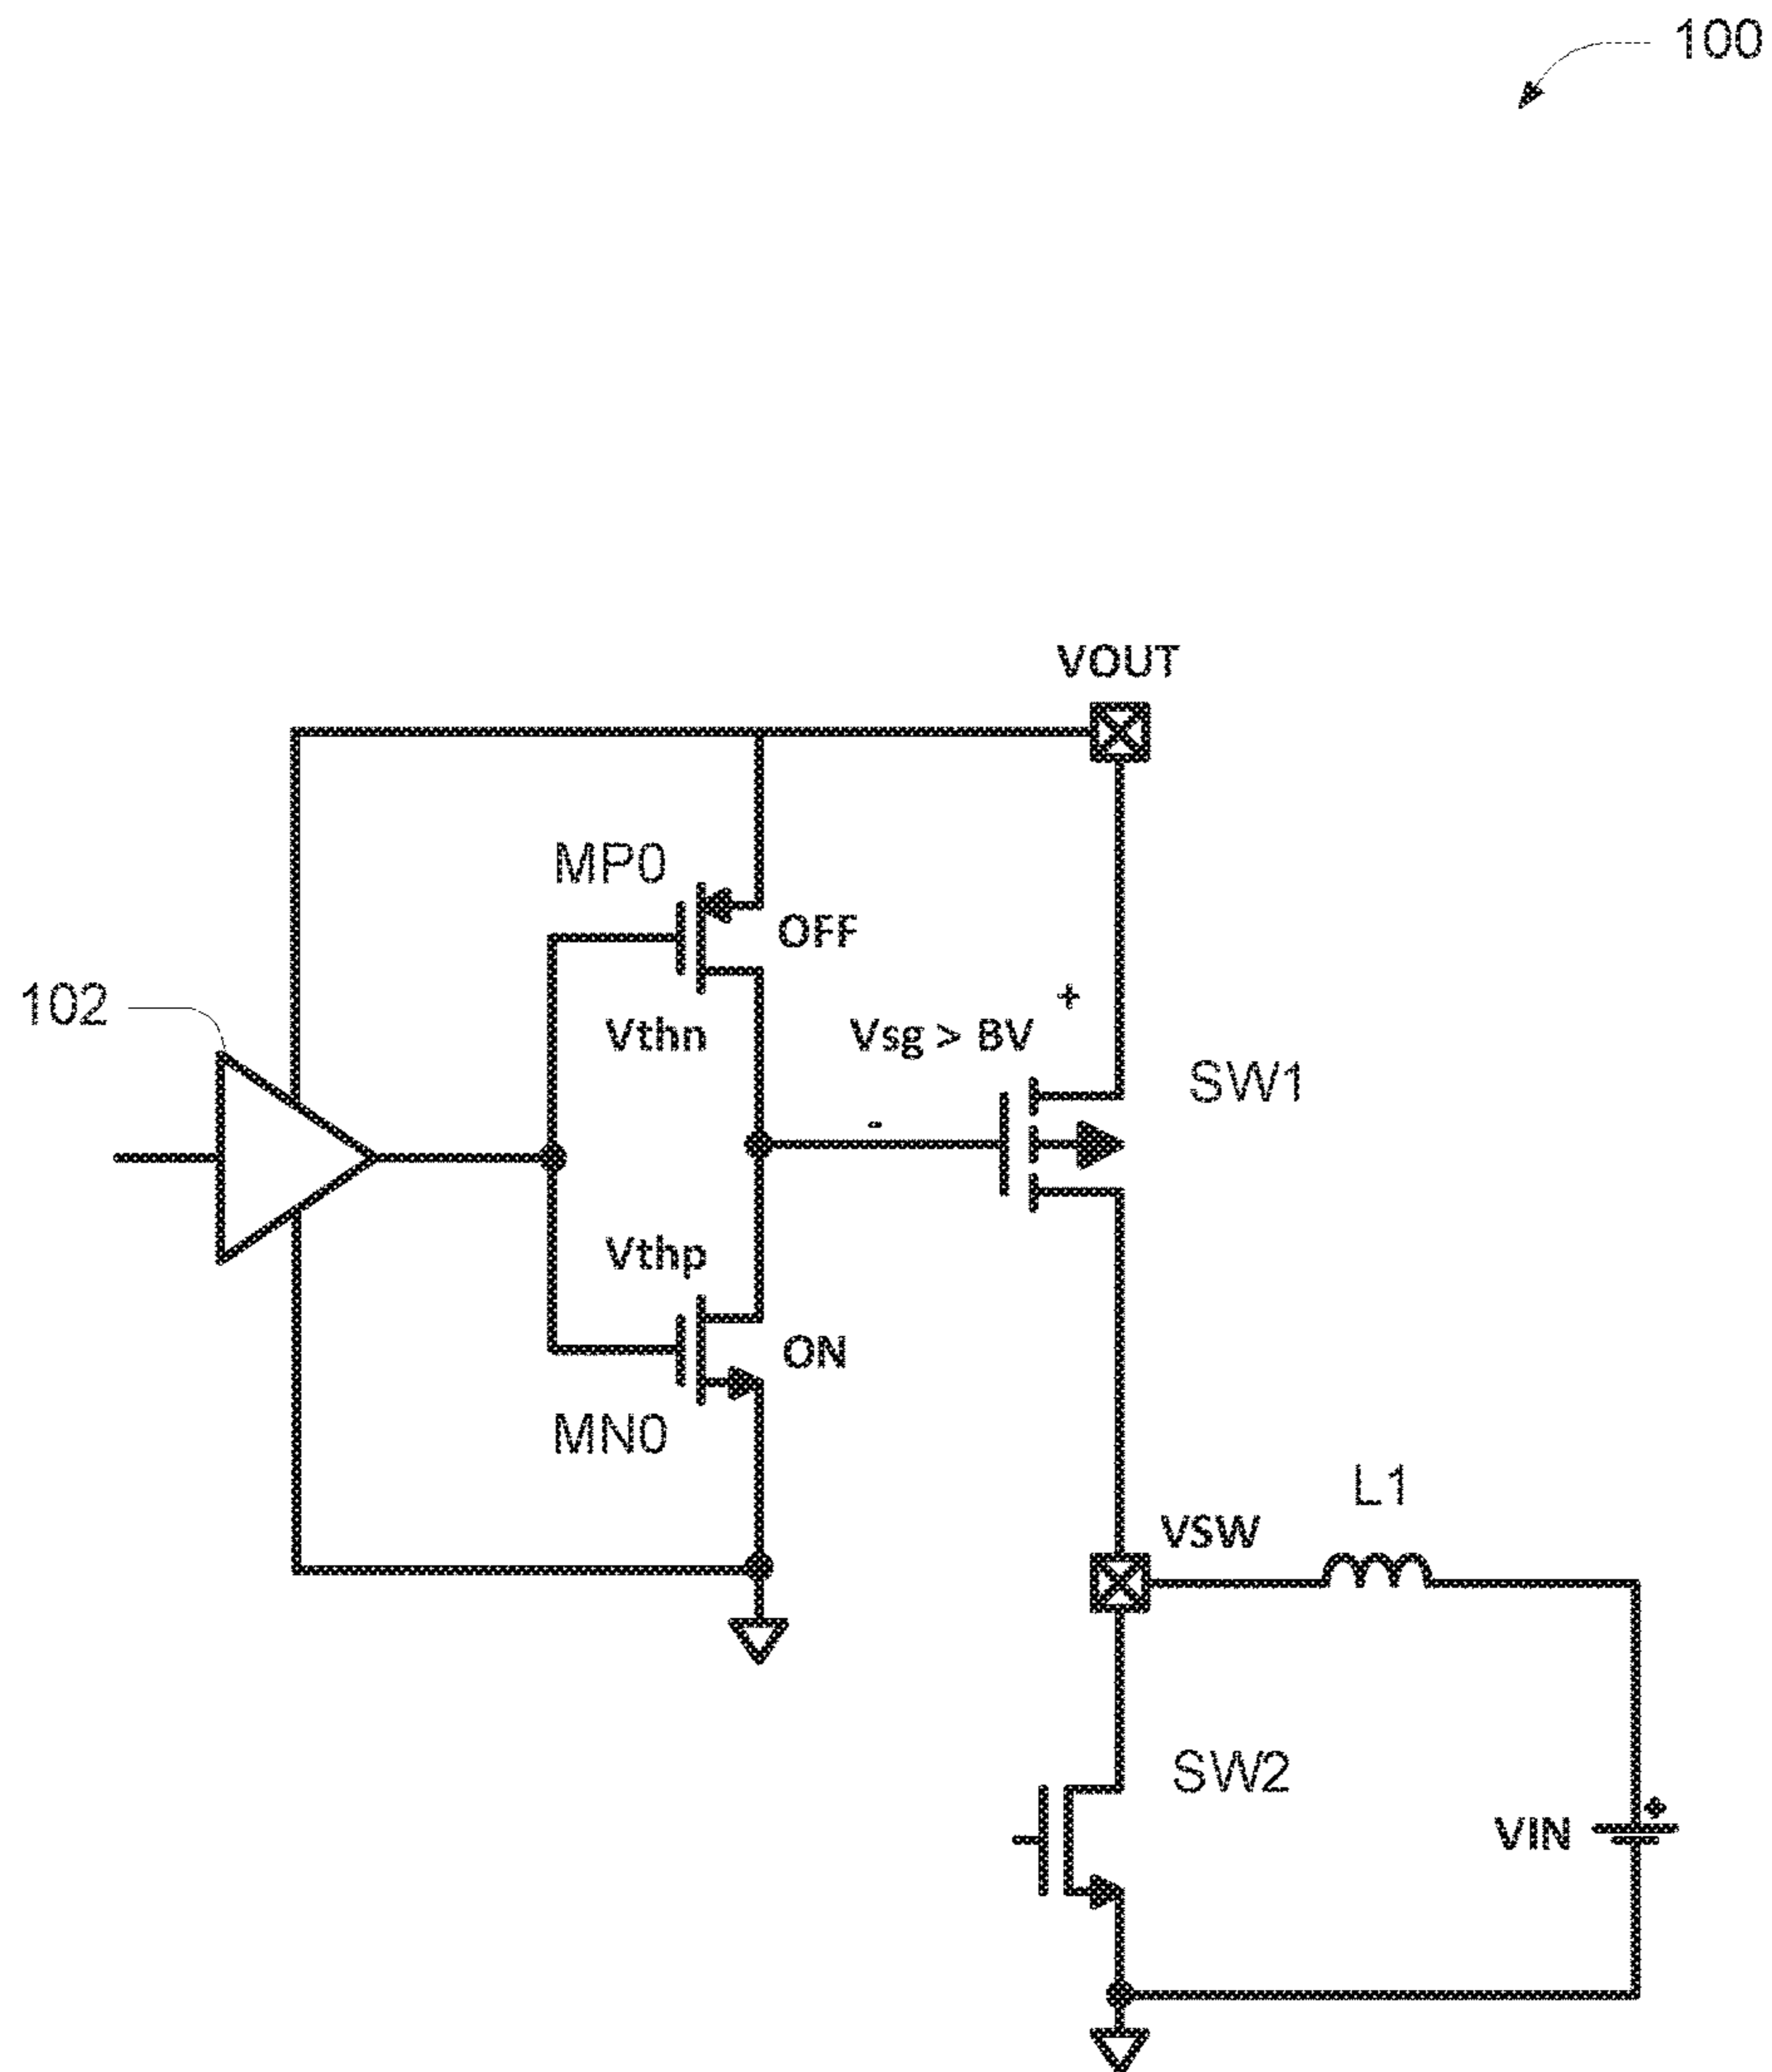 100
VOUT
MP0
OFF
102
Vthn
Vsg > BV
+
SW1
-
Vthp
ON
MN0
L1
VSW
SW2
VIN
+